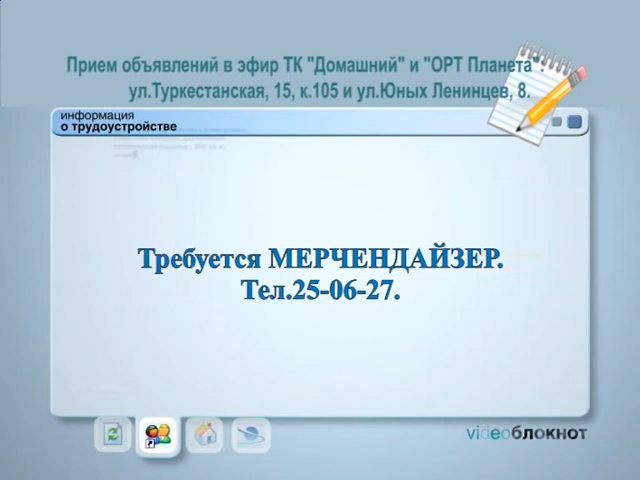 Прием объявлений в эфир ТК "Домашний" и "ОРТ Планета":
ул.Туркестанская, 15, к.105 и ул.Юных Ленинцев, 8.
информация
о трудоустройстве
Требуется МЕРЧЕНДАЙЗЕР.
Тел.25-06-27.
videoблокнот